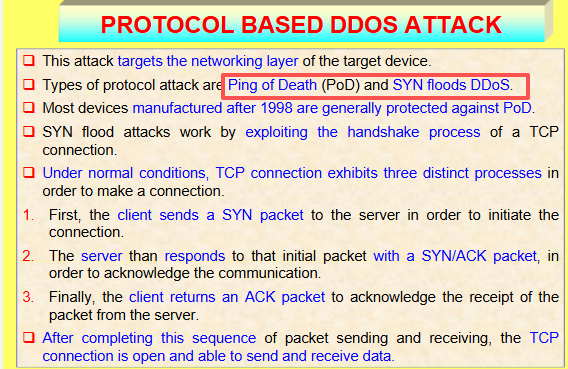 PROTOCOL BASED DDOS ATTACK
❑ This attack targets the networking layer of the target device.
❑ Types of protocol attack are Ping of Death (PoD) and SYN floods DDoS.
❑ Most devices manufactured after 1998 are generally protected against PoD.
❑ SYN flood attacks work by exploiting the handshake process of a TCP
connection.
❑ Under normal conditions, TCP connection exhibits three distinct processes in
order to make a connection.
1. First, the client sends a SYN packet to the server in order to initiate the
connection.
2. The server than responds to that initial packet with a SYN/ACK packet, in
order to acknowledge the communication.
3. Finally, the client returns an ACK packet to acknowledge the receipt of the
packet from the server.
❑ After completing this sequence of packet sending and receiving, the TCP
connection is open and able to send and receive data.